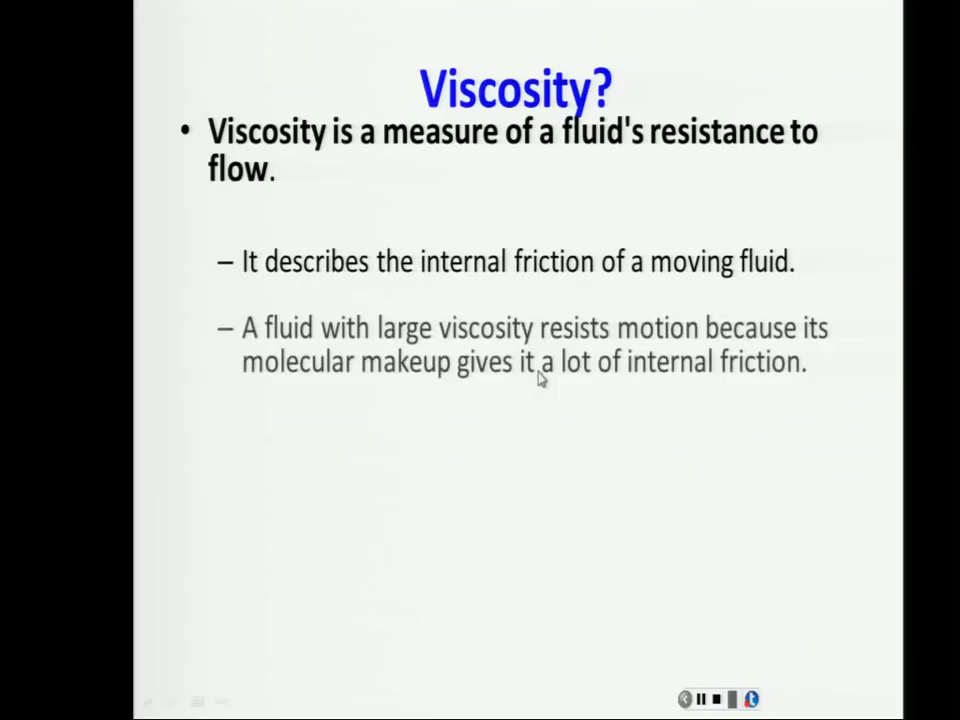 Viscosity?
• Viscosity is a measure of a fluid's resistance to
flow.
– It describes the internal friction of a moving fluid.
– A fluid with large viscosity resists motion because its
molecular makeup gives it a lot of internal friction.